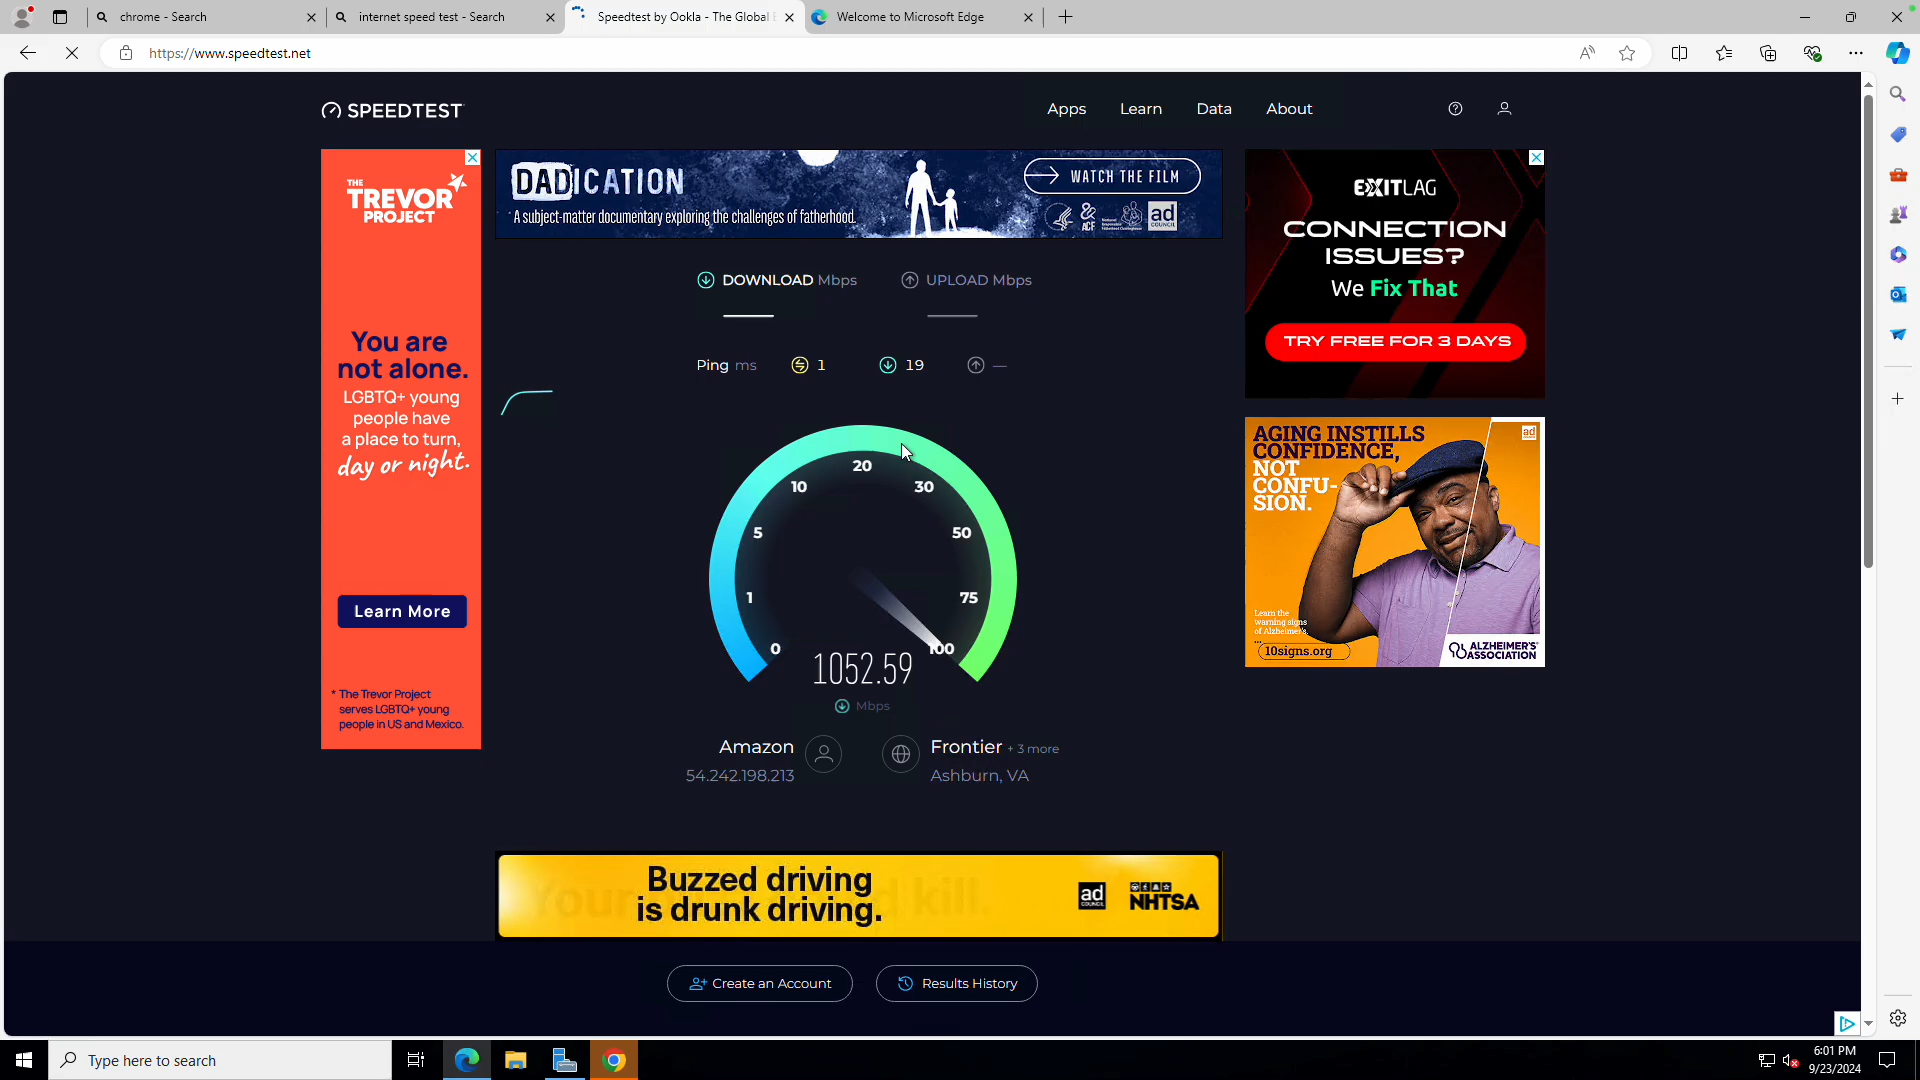 chrome - Search
internet speed test - Search
Speedtest by Ookla - The Global
Welcome to Microsoft Edge
https://www.speedtest.net
SPEEDTEST
Apps
Learn
Data
About
THE
TREVOR
PROJECT
You are
not alone.
LGBTQ+ young
people have
a place to turn,
day or night.
Learn More
* The Trevor Project
serves LGBTQ+ young
people in US and Mexico.
DADICATION
A subject-matter documentary exploring the challenges of fatherhood.
WATCH THE FILM
ACF
ad
COUNCIL
DOWNLOAD Mbps
UPLOAD Mbps
Ping ms
1
19
—
0
1
5
10
20
30
50
75
100
1052.59
Mbps
Amazon
54.242.198.213
Frontier + 3 more
Ashburn, VA
EXITLAG
CONNECTION
ISSUES?
We Fix That
TRY FREE FOR 3 DAYS
AGING INSTILLS
CONFIDENCE,
NOT
CONFU-
SION.
ad
Learn the
warning signs
of Alzheimer's.
10signs.org
ALZHEIMER'S
ASSOCIATION
Buzzed driving
is drunk driving.
ad
COUNCIL
NHTSA
Create an Account
Results History
Type here to search
6:01 PM
9/23/2024